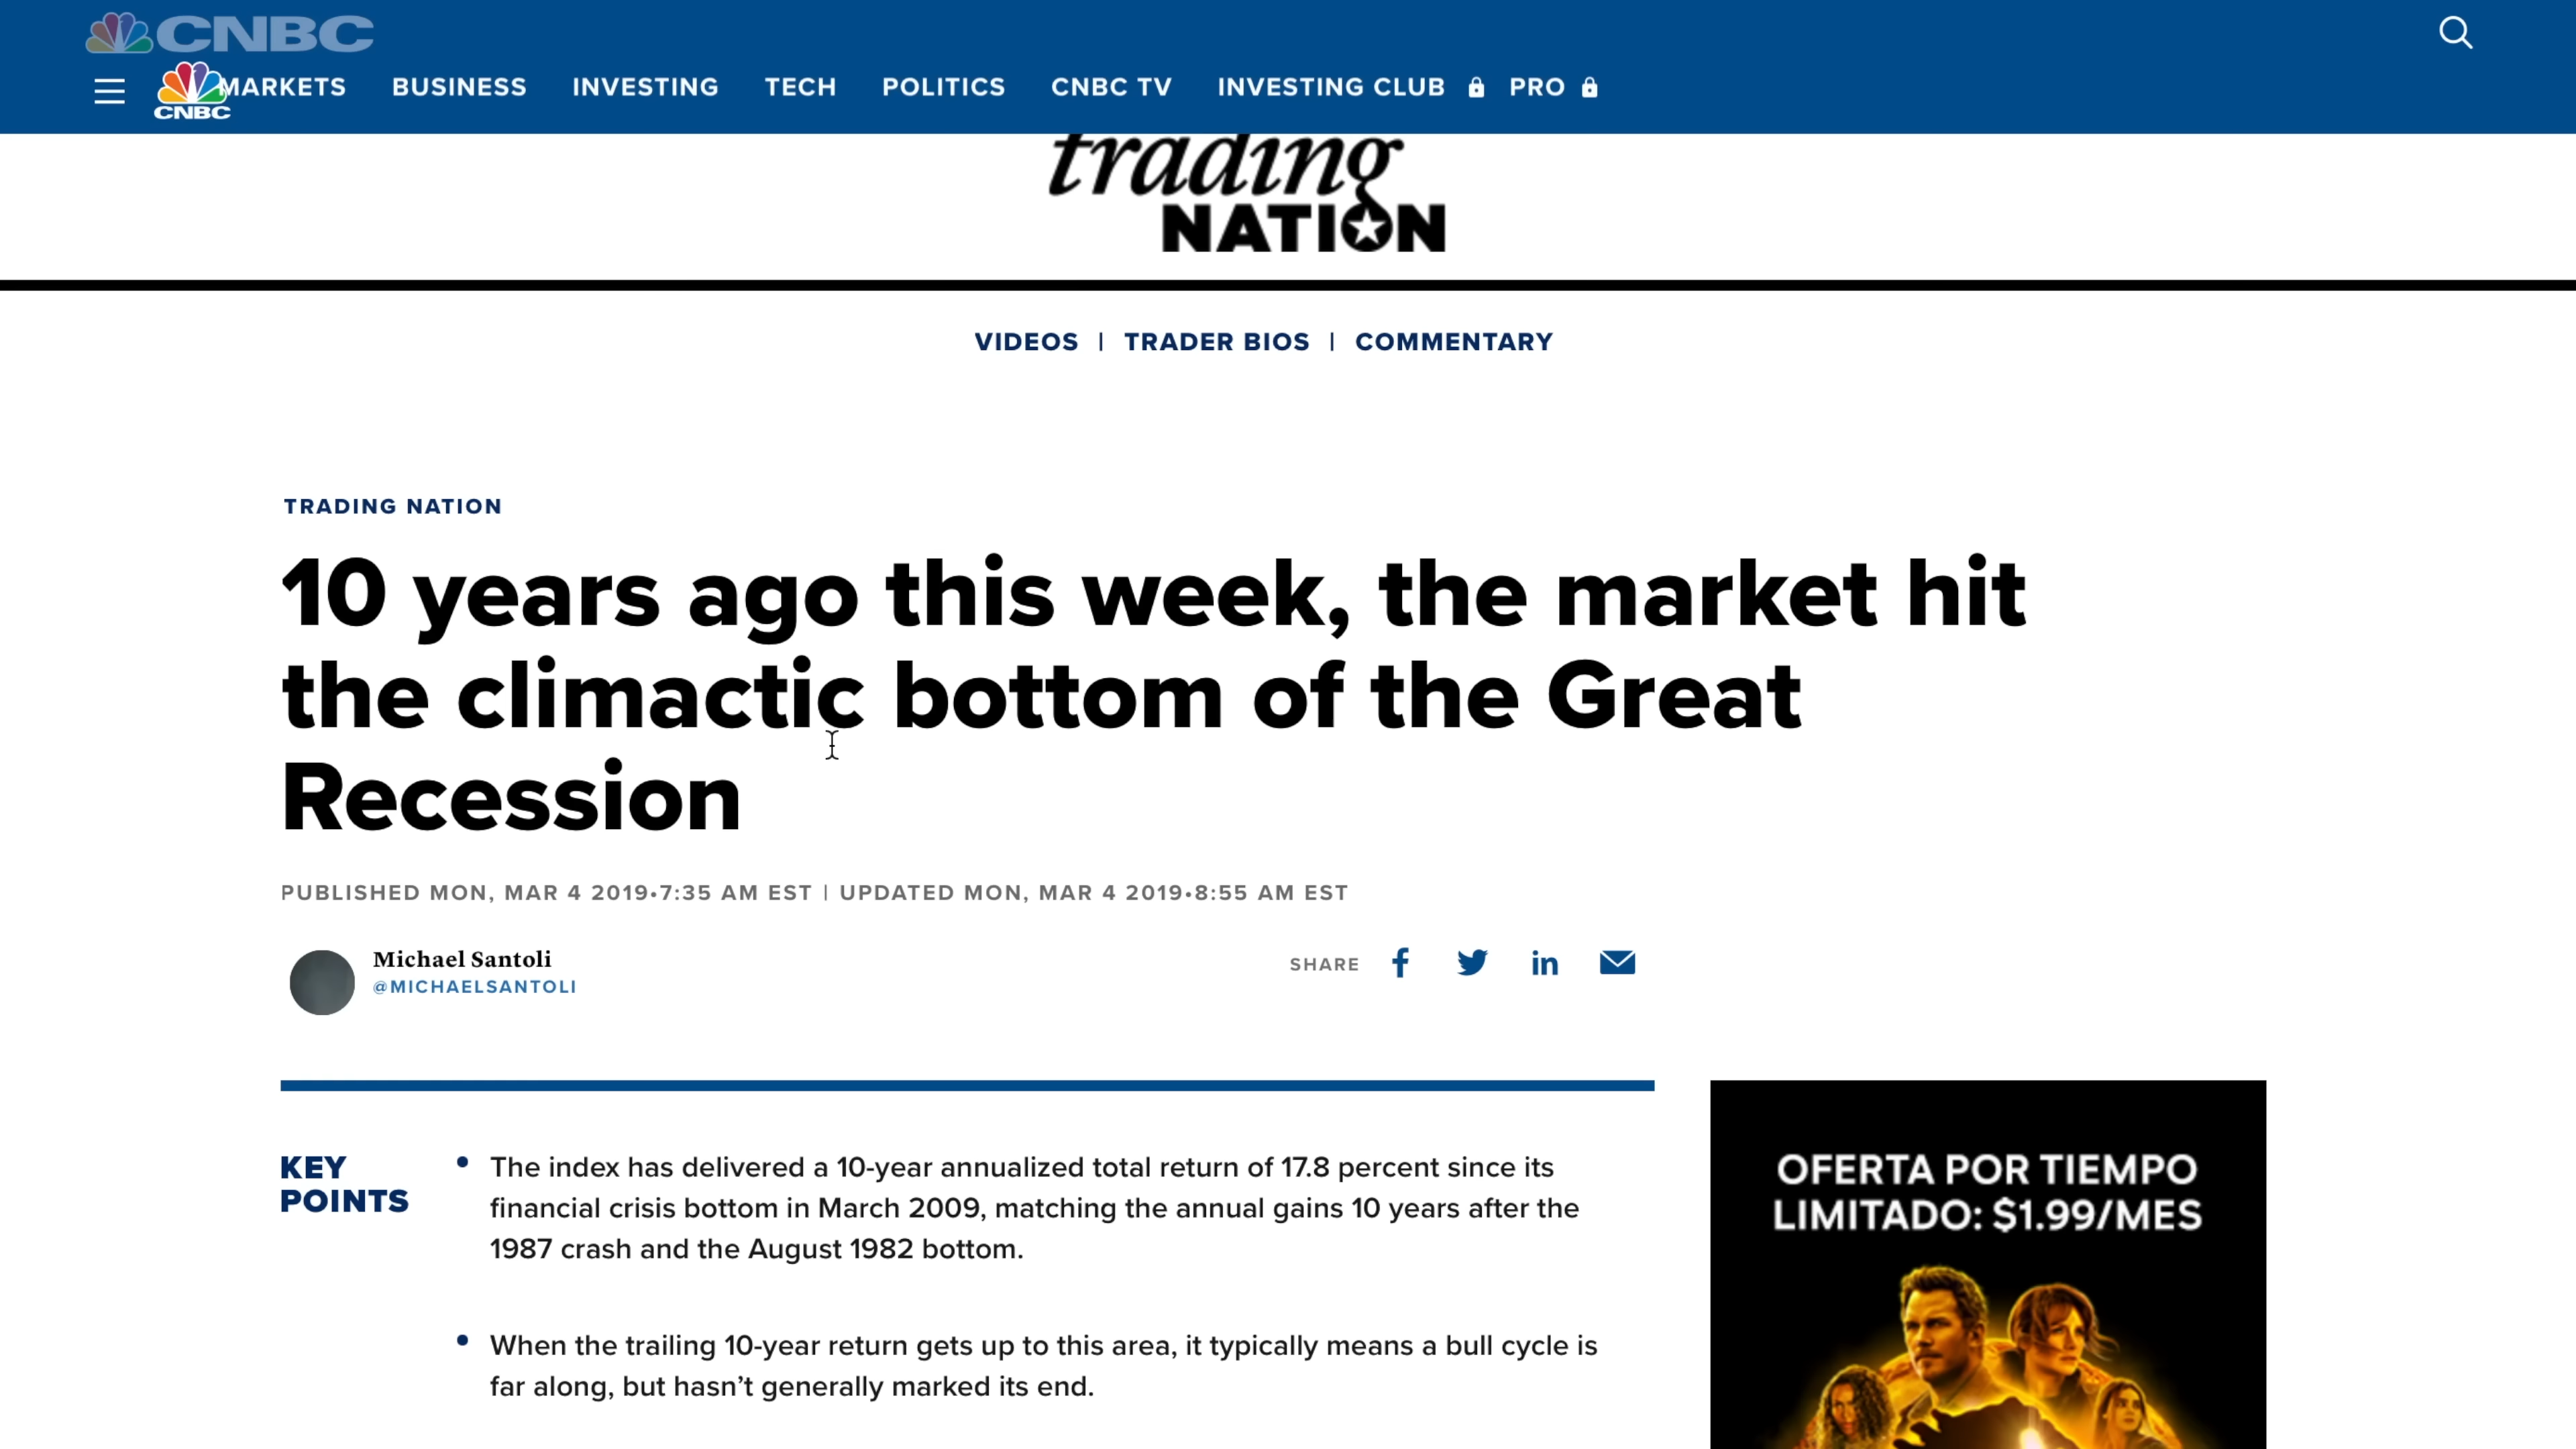 CNBC
MARKETS BUSINESS INVESTING TECH POLITICS CNBC TV INVESTING CLUB PRO
CNBC
trading
NATION
VIDEOS | TRADER BIOS | COMMENTARY
TRADING NATION
10 years ago this week, the market hit
the climactic bottom of the Great
Recession
PUBLISHED MON, MAR 4 2019•7:35 AM EST | UPDATED MON, MAR 4 2019•8:55 AM EST
Michael Santoli
@MICHAELSANTOLI
SHARE
KEY
POINTS
• The index has delivered a 10-year annualized total return of 17.8 percent since its
financial crisis bottom in March 2009, matching the annual gains 10 years after the
1987 crash and the August 1982 bottom.
• When the trailing 10-year return gets up to this area, it typically means a bull cycle is
far along, but hasn’t generally marked its end.
OFERTA POR TIEMPO
LIMITADO: $1.99/MES